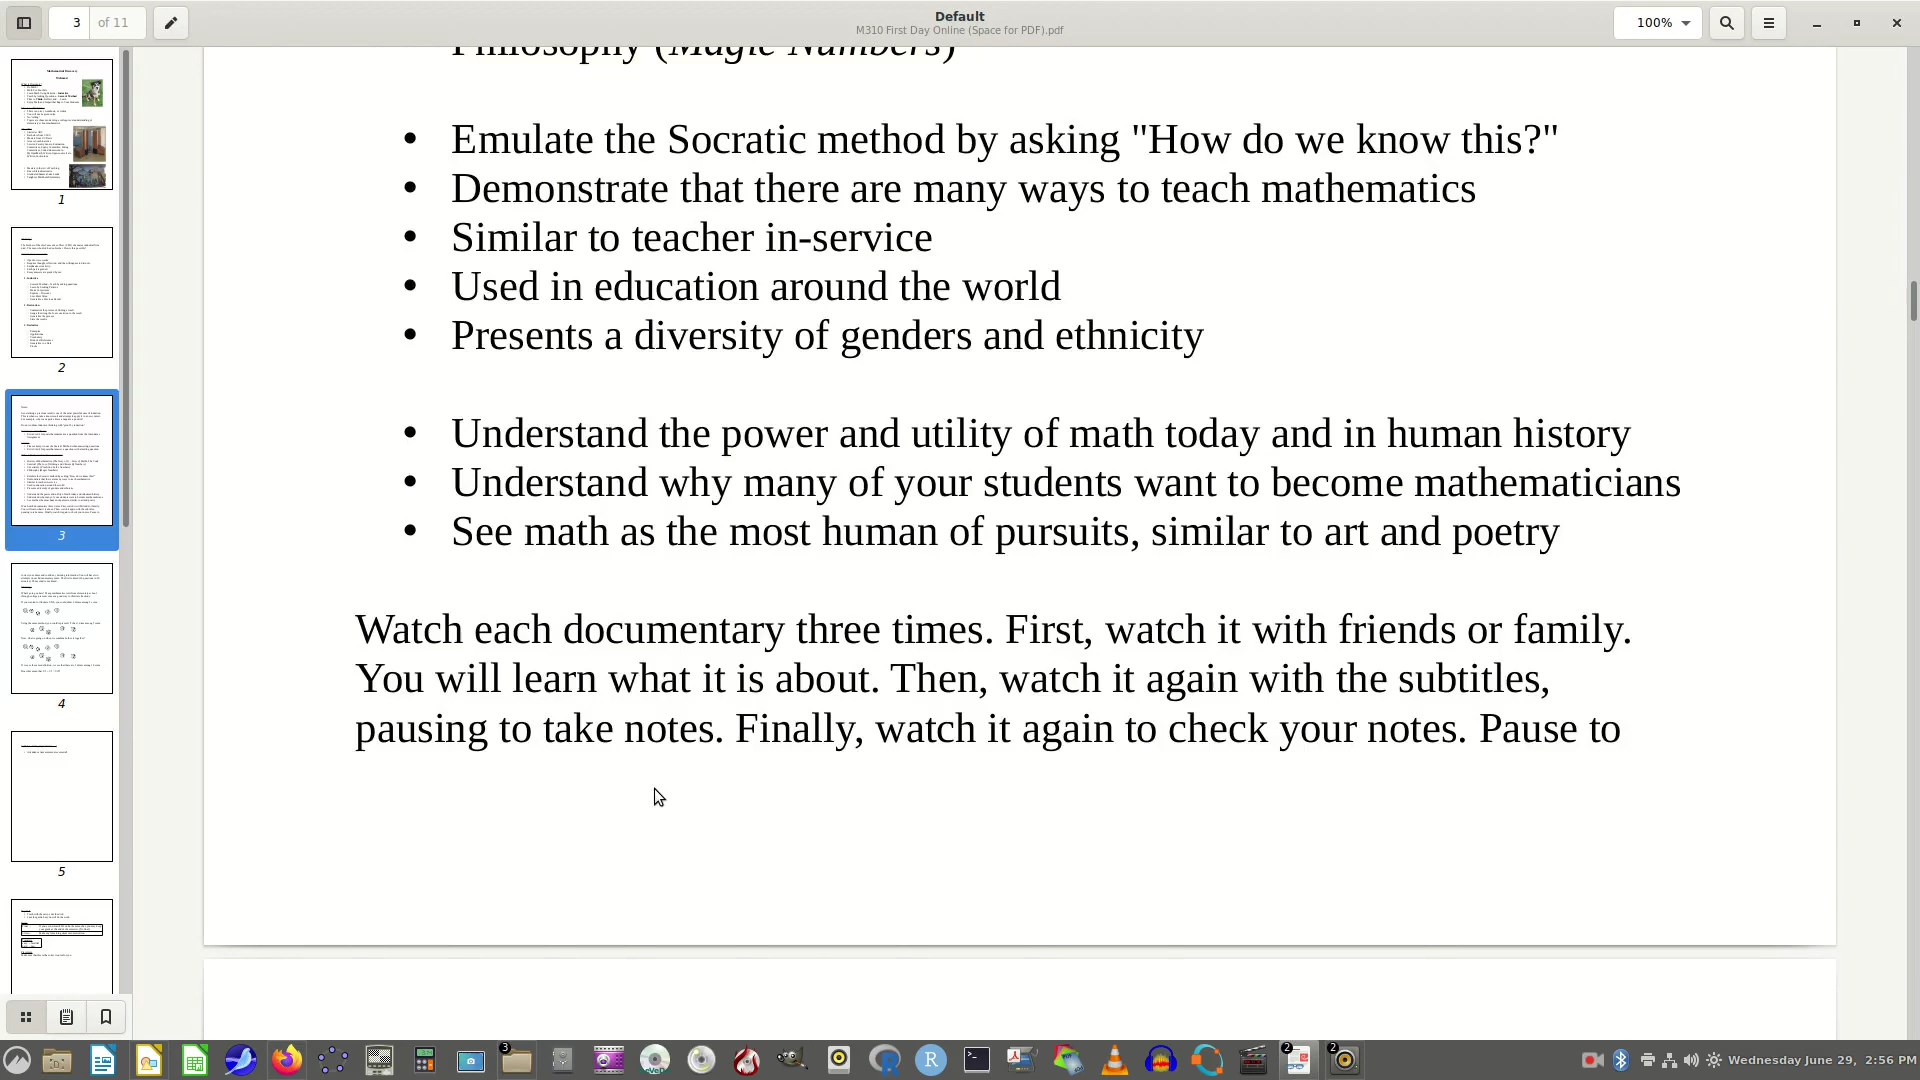 3 of 11
Default
M310 First Day Online (Space for PDF).pdf
100%
Philosophy (Magic Numbers)
• Emulate the Socratic method by asking "How do we know this?"
• Demonstrate that there are many ways to teach mathematics
• Similar to teacher in-service
• Used in education around the world
• Presents a diversity of genders and ethnicity
• Understand the power and utility of math today and in human history
• Understand why many of your students want to become mathematicians
• See math as the most human of pursuits, similar to art and poetry
Watch each documentary three times. First, watch it with friends or family.
You will learn what it is about. Then, watch it again with the subtitles,
pausing to take notes. Finally, watch it again to check your notes. Pause to
1
2
3
4
5
3
2
2
Wednesday June 29, 2:56 PM